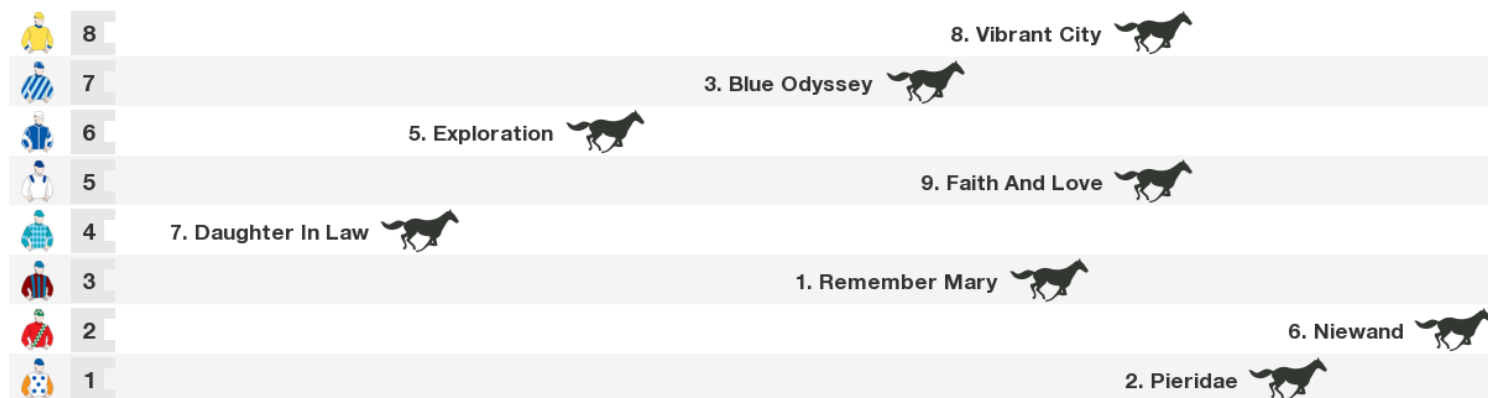 8 8. Vibrant City
7 3. Blue Odyssey
6 5. Exploration
5 9. Faith And Love
4 7. Daughter In Law
3 1. Remember Mary
2 6. Niewand
1 2. Pieridae